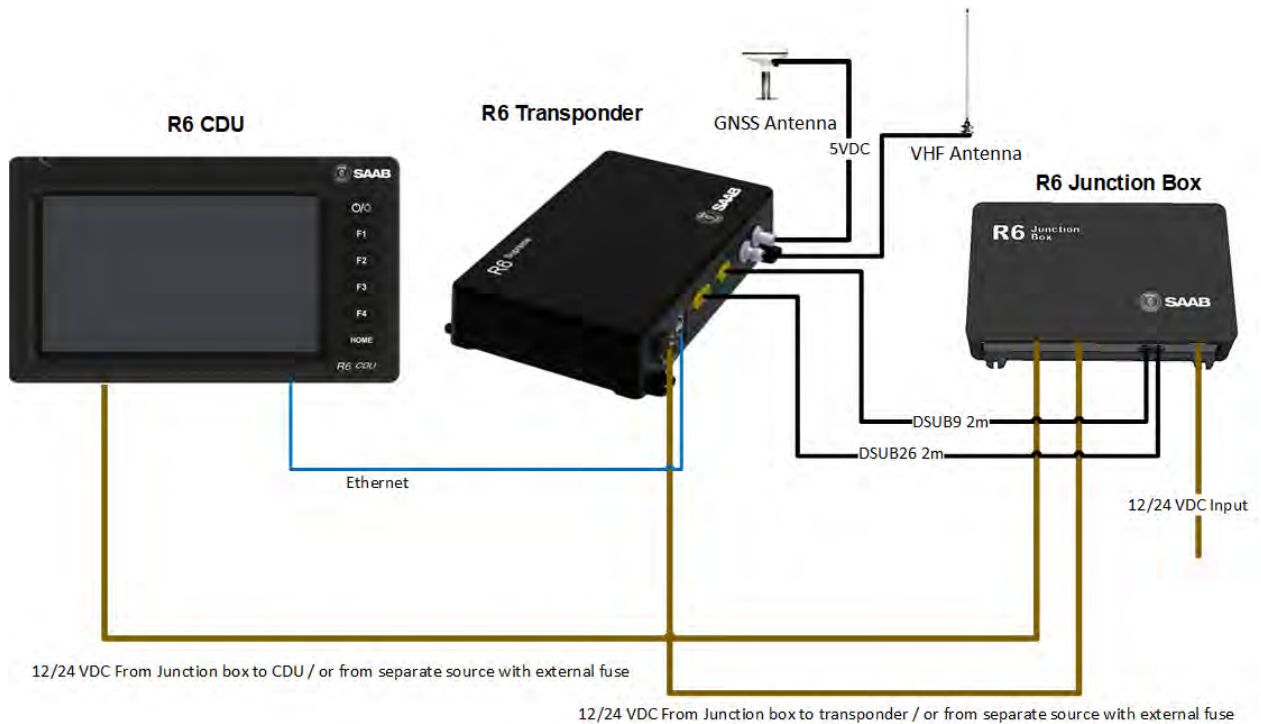 R6 CDU
SAAB
F1
F2
F3
F4
HOME
R6 CDU
R6 Transponder
SAAB
R6 Supreme
GNSS Antenna
5VDC
VHF Antenna
R6 Junction Box
R6 Junction
Box
SAAB
DSUB9 2m
DSUB26 2m
Ethernet
12/24 VDC Input
12/24 VDC From Junction box to CDU / or from separate source with external fuse
12/24 VDC From Junction box to transponder / or from separate source with external fuse